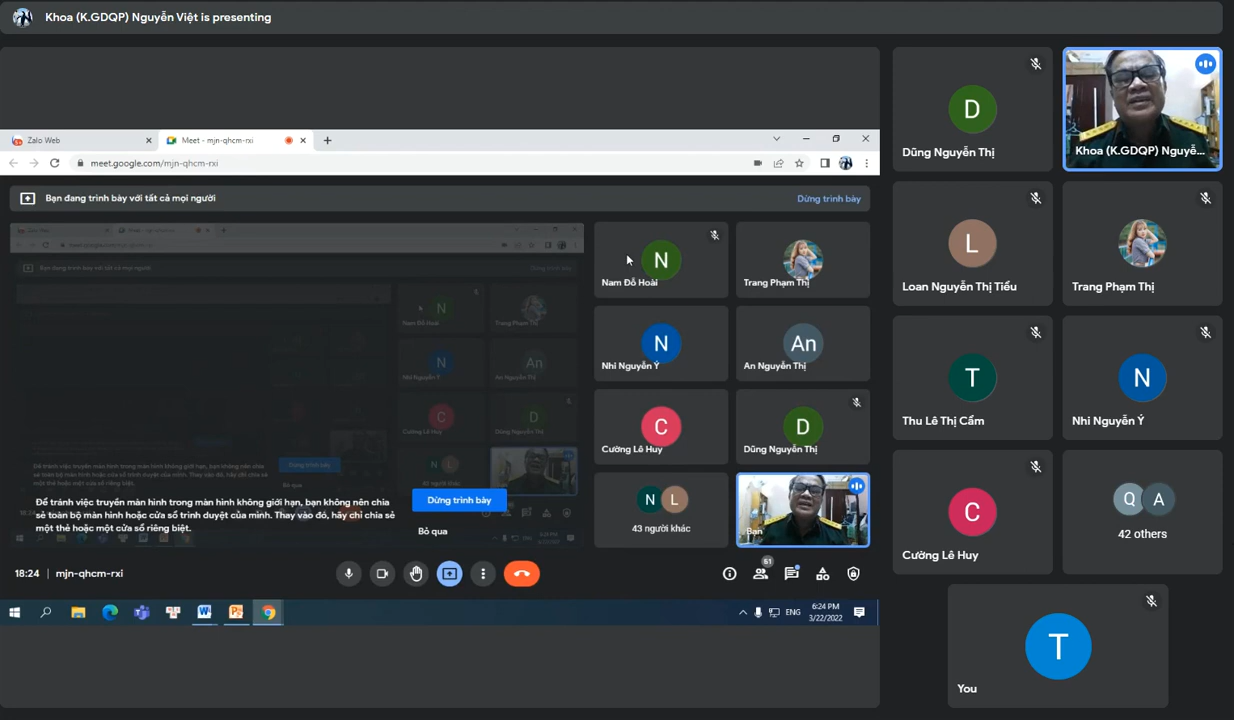 Khoa (K.GDQP) Nguyễn Việt is presenting
Zalo Web
Meet - mjn-qhcm-rxi
meet.google.com/mjn-qhcm-rxi
Bạn đang trình bày với tất cả mọi người
Dừng trình bày
N
Nam Đỗ Hoài
Trang Phạm Thị
N
Nhi Nguyễn Ý
An
An Nguyễn Thị
C
Cường Lê Huy
D
Dũng Nguyễn Thị
N
L
43 người khác
Bạn
Để tránh việc truyền màn hình trong màn hình không giới hạn, bạn không nên chia
sẻ toàn bộ màn hình hoặc cửa sổ trình duyệt của mình. Thay vào đó, hãy chỉ chia sẻ
một thẻ hoặc một cửa sổ riêng biệt.
Dừng trình bày
Bỏ qua
18:24 | mjn-qhcm-rxi
51
ENG
6:24 PM
3/22/2022
D
Dũng Nguyễn Thị
Khoa (K.GDQP) Nguyễ...
L
Loan Nguyễn Thị Tiểu
Trang Phạm Thị
T
Thu Lê Thị Cẩm
N
Nhi Nguyễn Ý
C
Cường Lê Huy
Q
A
42 others
T
You